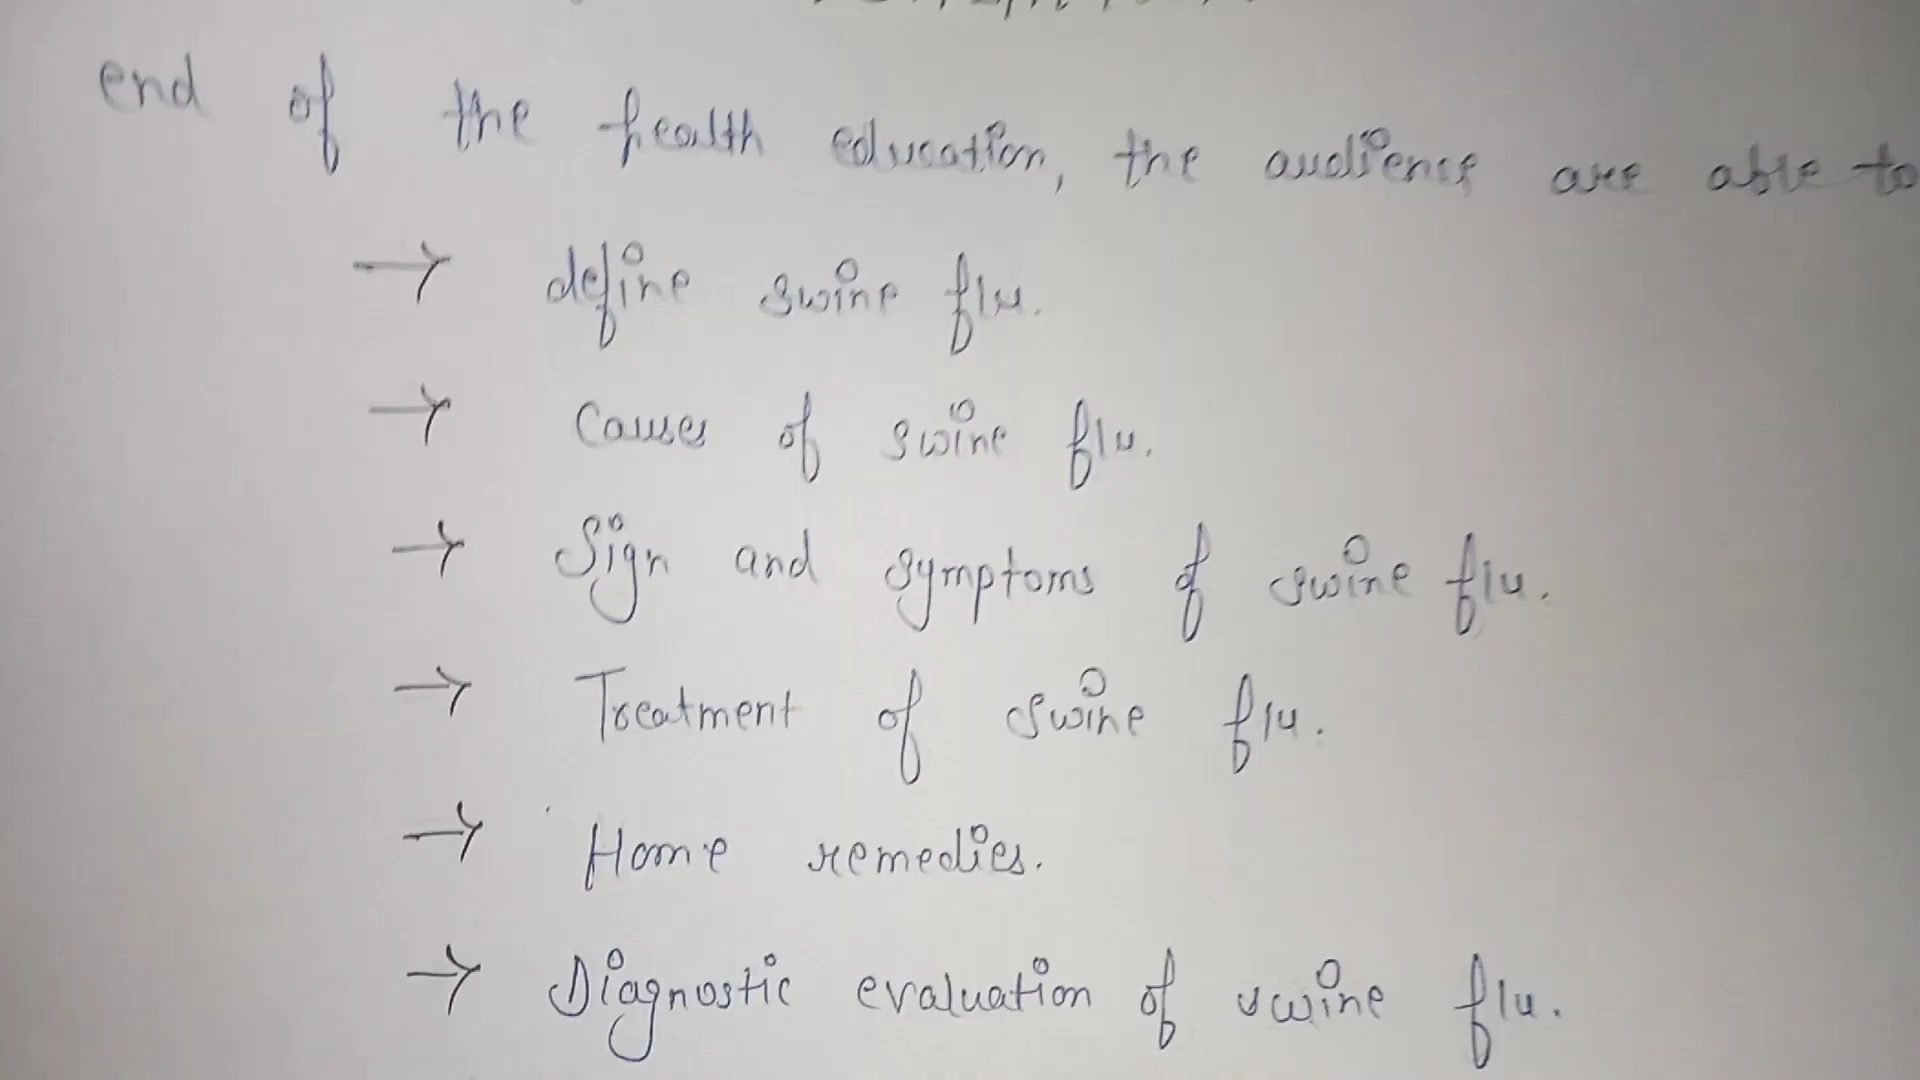 end of the health education, the audience are able to
→ define swine flu.
→ Causes of swine flu.
→ Sign and symptoms of swine flu.
→ Treatment of swine flu.
→ Home remedies.
→ Diagnostic evaluation of swine flu.